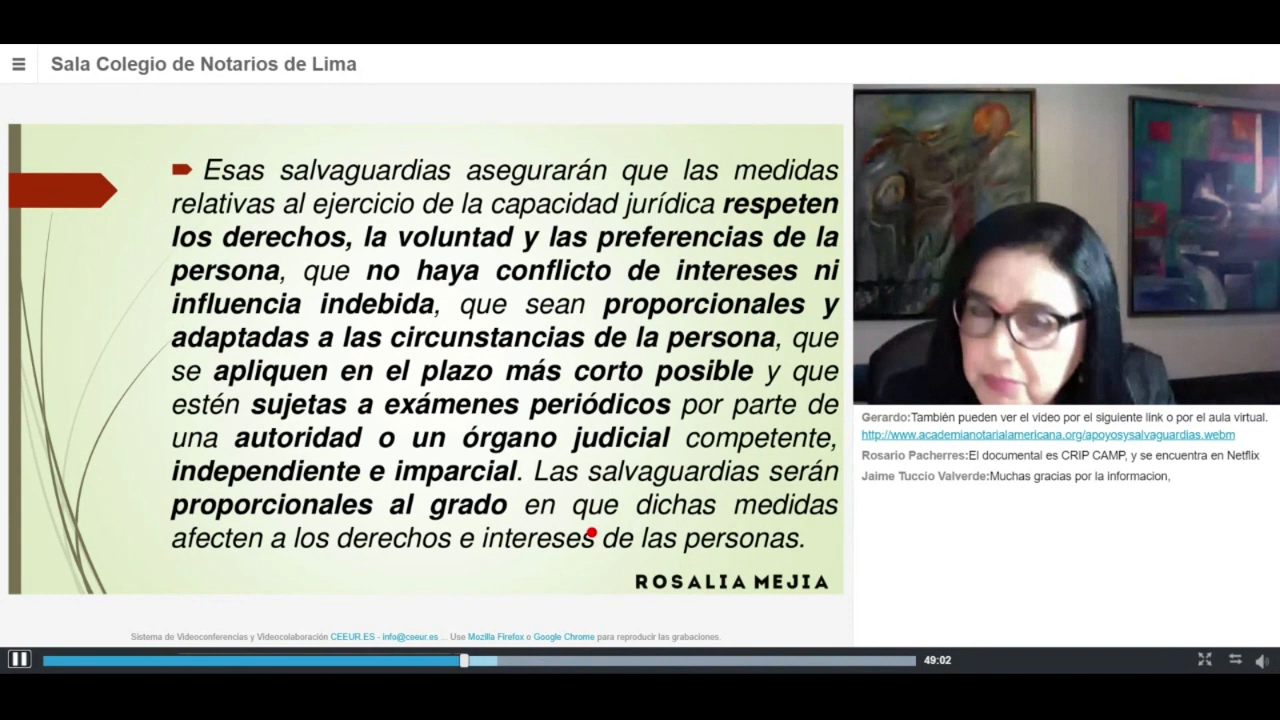 Sala Colegio de Notarios de Lima
Esas salvaguardias asegurarán que las medidas
relativas al ejercicio de la capacidad jurídica respeten
los derechos, la voluntad y las preferencias de la
persona, que no haya conflicto de intereses ni
influencia indebida, que sean proporcionales y
adaptadas a las circunstancias de la persona, que
se apliquen en el plazo más corto posible y que
estén sujetas a exámenes periódicos por parte de
una autoridad o un órgano judicial competente,
independiente e imparcial. Las salvaguardias serán
proporcionales al grado en que dichas medidas
afecten a los derechos e intereses de las personas.
ROSALIA MEJIA
Gerardo:También pueden ver el video por el siguiente link o por el aula virtual.
http://www.academianotarialamericana.org/apoyosysalvaguardias.webm
Rosario Pacherres:El documental es CRIP CAMP, y se encuentra en Netflix
Jaime Tuccio Valverde:Muchas gracias por la informacion,
Sistema de Videoconferencias y Videocolaboración CEEUR.ES - info@ceeur.es ... Use Mozilla Firefox o Google Chrome para reproducir las grabaciones.
49:02